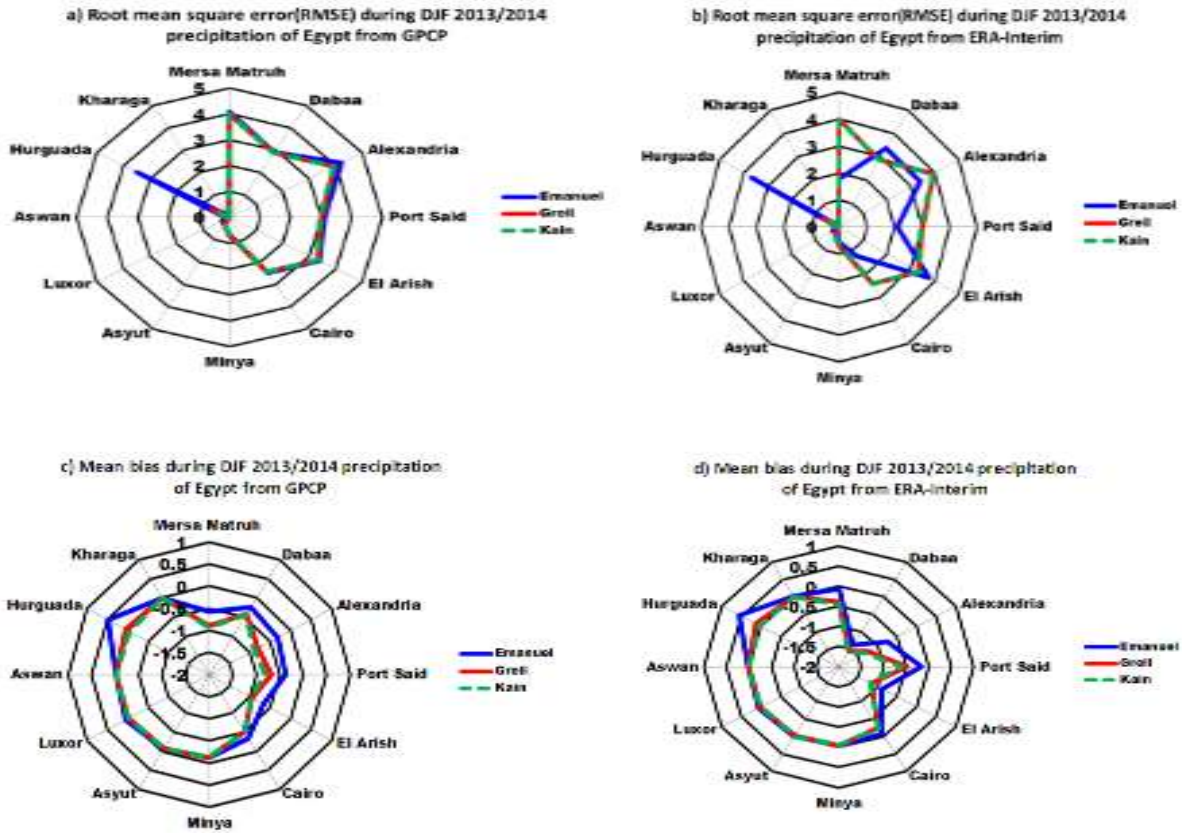 a) Root mean square error(RMSE) during DJF 2013/2014
precipitation of Egypt from GPCP
Mersa Matruh
Dabaa
Alexandria
Port Said
El Arish
Cairo
Minya
Asyut
Luxor
Aswan
Hurguada
Kharaga
5
4
3
2
1
0
Emanuel
Grell
Kain
b) Root mean square error(RMSE) during DJF 2013/2014
precipitation of Egypt from ERA-Interim
Mersa Matruh
Dabaa
Alexandria
Port Said
El Arish
Cairo
Minya
Asyut
Luxor
Aswan
Hurguada
Kharaga
5
4
3
2
1
0
Emanuel
Grell
Kain
c) Mean bias during DJF 2013/2014 precipitation
of Egypt from GPCP
Mersa Matruh
Dabaa
Alexandria
Port Said
El Arish
Cairo
Minya
Asyut
Luxor
Aswan
Hurguada
Kharaga
1
0.5
0
-0.5
-1
-1.5
-2
Emanuel
Grell
Kain
d) Mean bias during DJF 2013/2014 precipitation
of Egypt from ERA-Interim
Mersa Matruh
Dabaa
Alexandria
Port Said
El Arish
Cairo
Minya
Asyut
Luxor
Aswan
Hurguada
Kharaga
1
0.5
0
-0.5
-1
-1.5
-2
Emanuel
Grell
Kain